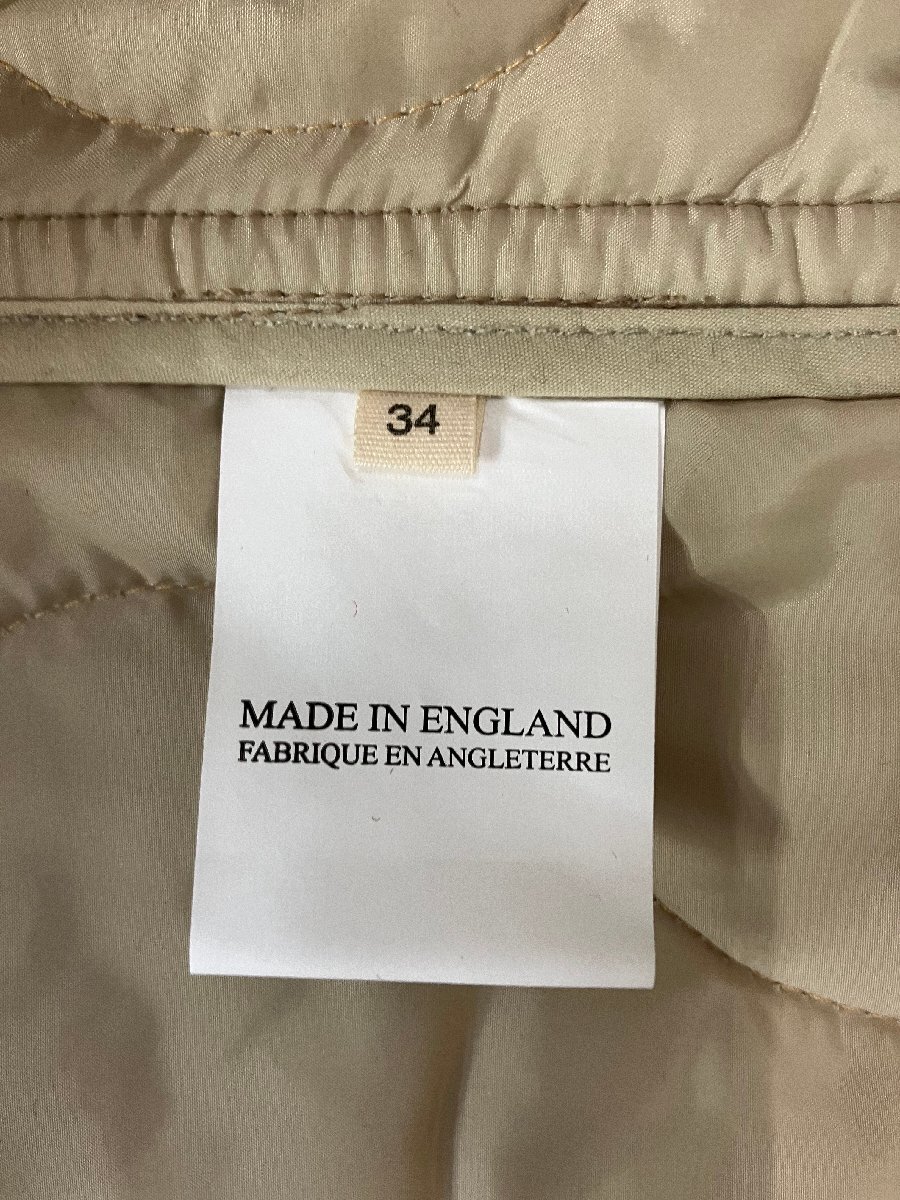 34
MADE IN ENGLAND
FABRIQUE EN ANGLETERRE